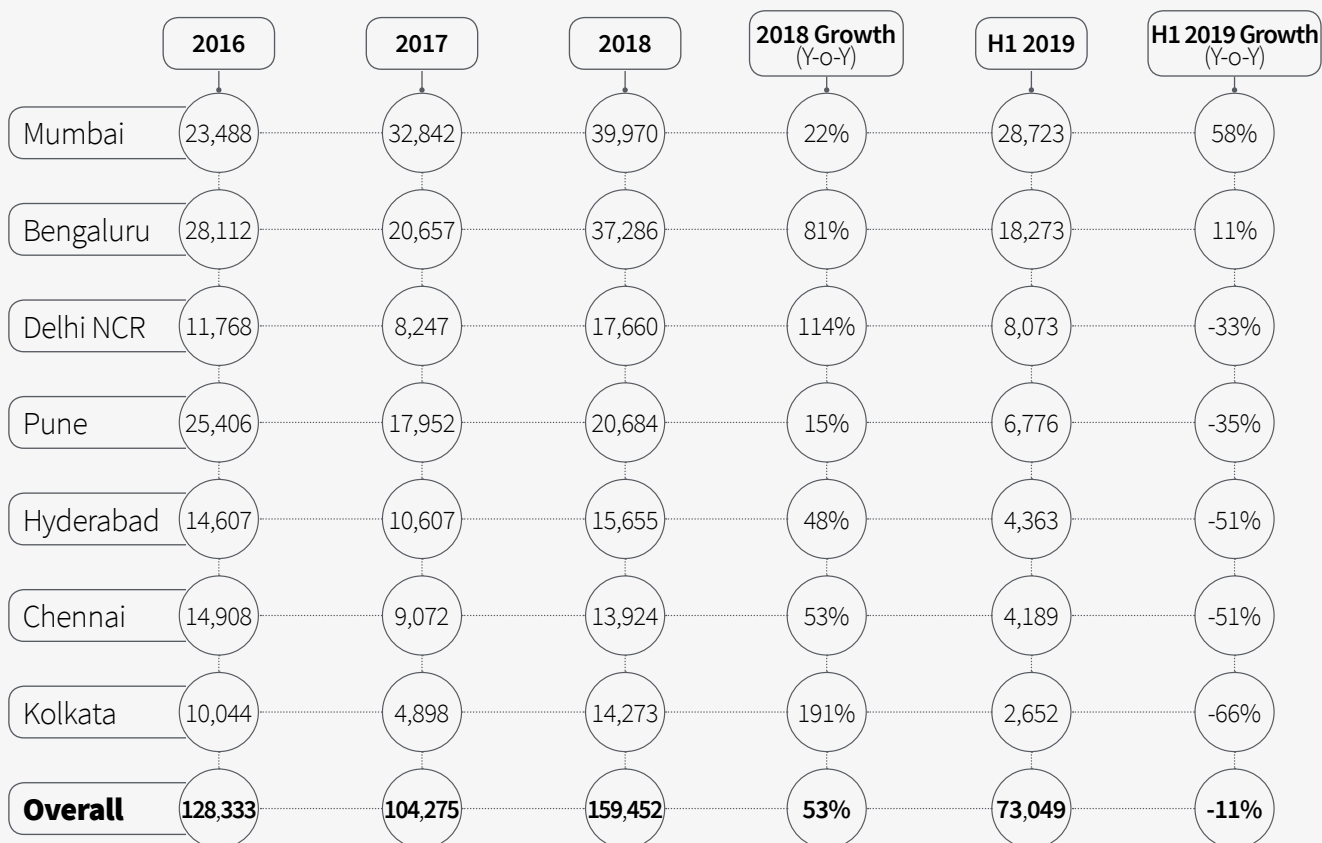 2016 2017 2018 2018 Growth H1 2019 H1 2019 Growth
(Y-o-Y) (Y-o-Y)
Mumbai 23,488 32,842 39,970 22% 28,723 58%
Bengaluru 28,112 20,657 37,286 81% 18,273 11%
Delhi NCR 11,768 8,247 17,660 114% 8,073 -33%
Pune 25,406 17,952 20,684 15% 6,776 -35%
Hyderabad 14,607 10,607 15,655 48% 4,363 -51%
Chennai 14,908 9,072 13,924 53% 4,189 -51%
Kolkata 10,044 4,898 14,273 191% 2,652 -66%
Overall 128,333 104,275 159,452 53% 73,049 -11%